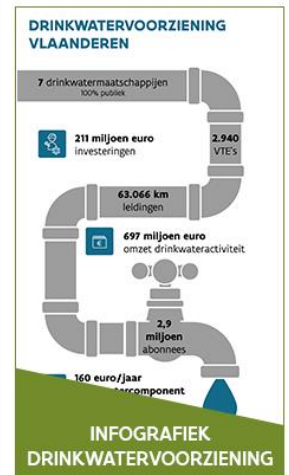 DRINKWATERVOORZIENING
VLAANDEREN
7 drinkwatermaatschappijen
100% publiek
211 miljoen euro
investeringen
2.940
VTE's
63.066 km
leidingen
697 miljoen euro
omzet drinkwateractiviteit
2,9
miljoen
abonnees
160 euro/jaar
INFOGRAFIEK
DRINKWATERVOORZIENING